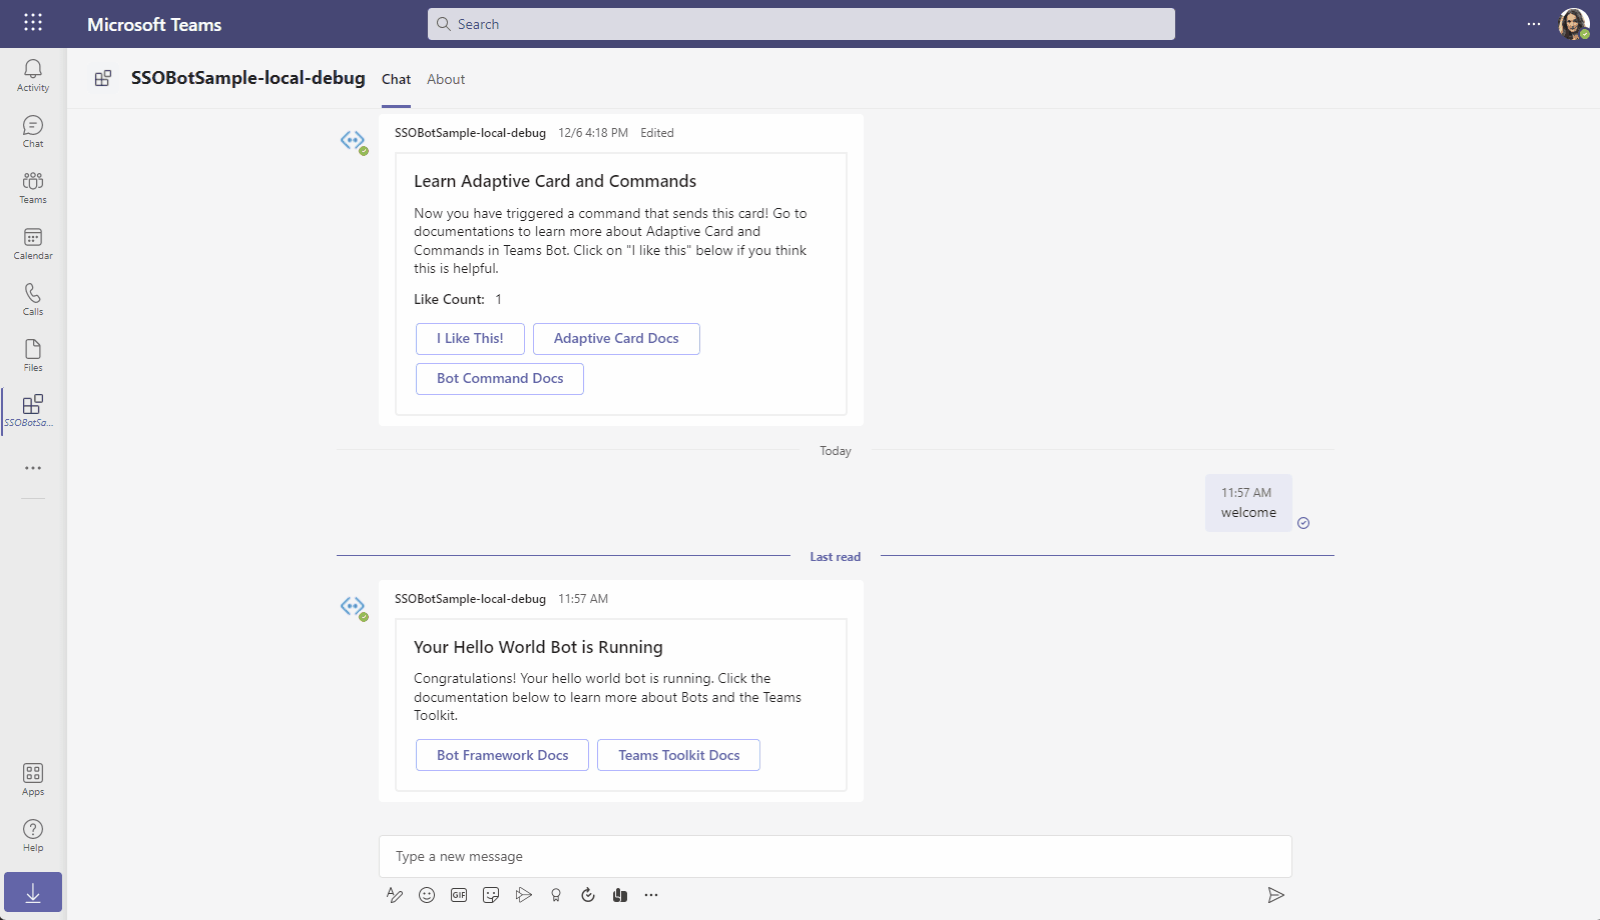 Microsoft Teams
Search
Activity
Chat
Teams
Calendar
Calls
Files
SSOBotSa...
Apps
Help
SSOBotSample-local-debug Chat About
SSOBotSample-local-debug 12/6 4:18 PM Edited
Learn Adaptive Card and Commands
Now you have triggered a command that sends this card! Go to
documentations to learn more about Adaptive Card and
Commands in Teams Bot. Click on "I like this" below if you think
this is helpful.
Like Count: 1
I Like This! Adaptive Card Docs
Bot Command Docs
Today
11:57 AM
welcome
Last read
SSOBotSample-local-debug 11:57 AM
Your Hello World Bot is Running
Congratulations! Your hello world bot is running. Click the
documentation below to learn more about Bots and the Teams
Toolkit.
Bot Framework Docs Teams Toolkit Docs
Type a new message
GIF